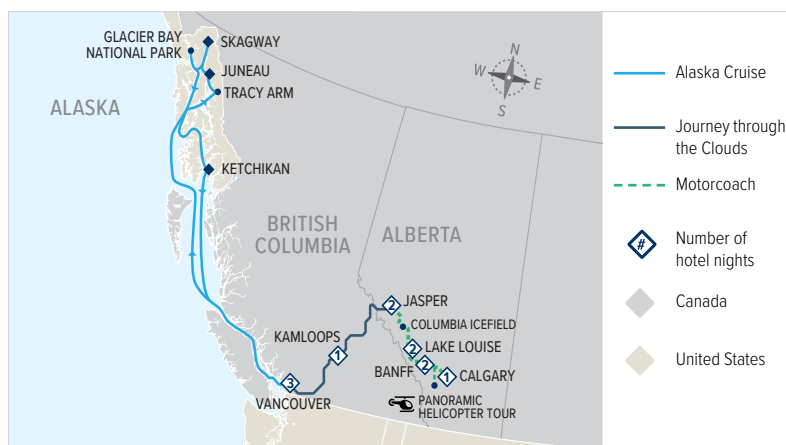 GLACIER BAY
NATIONAL PARK
SKAGWAY
JUNEAU
TRACY ARM
ALASKA
KETCHIKAN
BRITISH
COLUMBIA
ALBERTA
N
W
E
S
2
JASPER
COLUMBIA ICEFIELD
KAMLOOPS
1
2
LAKE LOUISE
BANFF
2
1
CALGARY
3
VANCOUVER
PANORAMIC
HELICOPTER TOUR
Alaska Cruise
Journey through
the Clouds
Motorcoach
#
Number of
hotel nights
Canada
United States